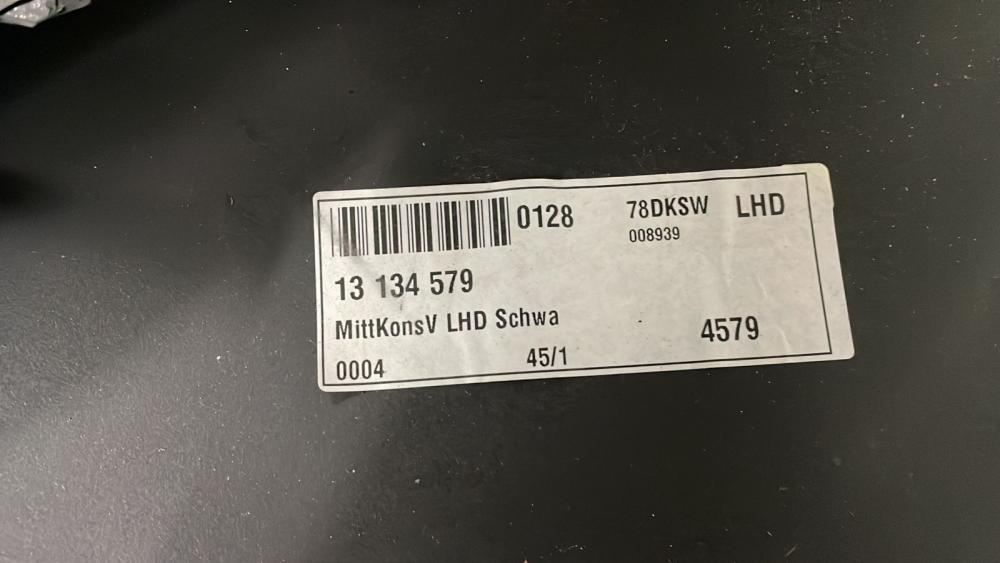 0128 78DKSW LHD
008939
13 134 579
MittKonsV LHD Schwa
4579
0004 45/1